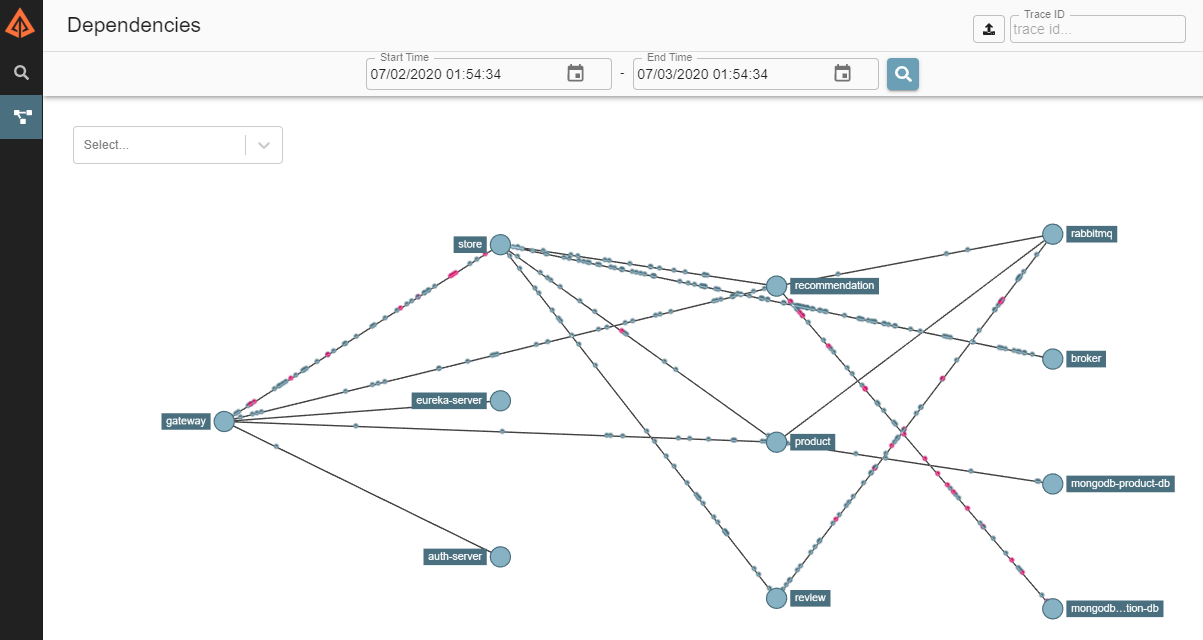 Dependencies
Trace ID
trace id...
Start Time
07/02/2020 01:54:34
-
End Time
07/03/2020 01:54:34
Select...
store
rabbitmq
recommendation
broker
eureka-server
gateway
product
mongodb-product-db
auth-server
review
mongodb…tion-db